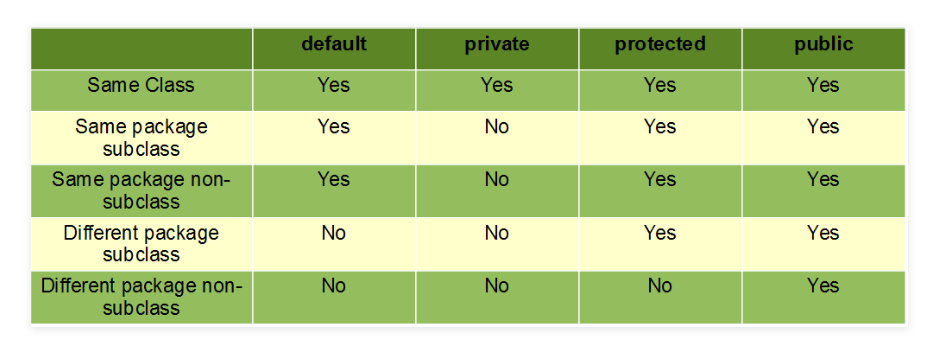 default private protected public
Same Class Yes Yes Yes Yes
Same package Yes No Yes Yes
subclass
Same package non- Yes No Yes Yes
subclass
Different package No No Yes Yes
subclass
Different package non- No No No Yes
subclass